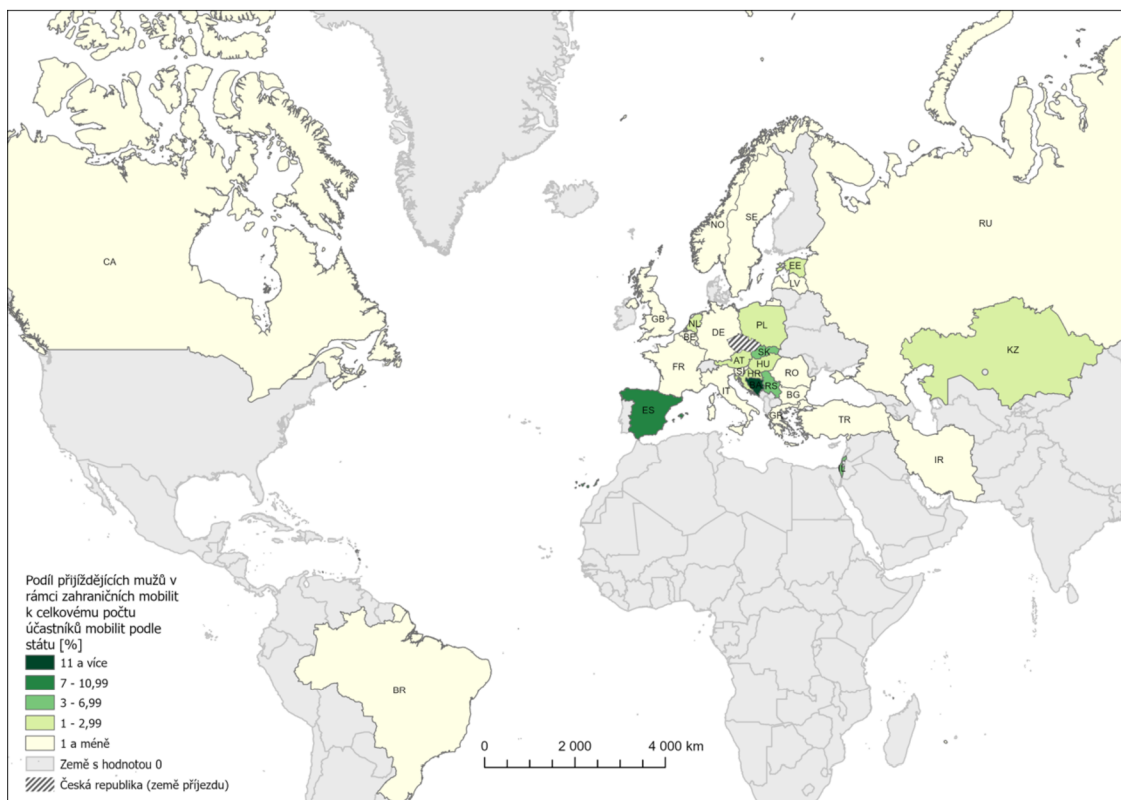 CA
NO
SE
RU
EE
LV
GB
NL
BE
DE
PL
KZ
SK
FR
AT
HU
SI
HR
RO
BA
RS
IT
BG
ES
GR
TR
IL
IR
BR
Podíl přijíždějících mužů v
rámci zahraničních mobilit
k celkovému počtu
účastníků mobilit podle
státu [%]
11 a více
7 - 10,99
3 - 6,99
1 - 2,99
1 a méně
Země s hodnotou 0
Česká republika (země příjezdu)
0 2 000 4 000 km